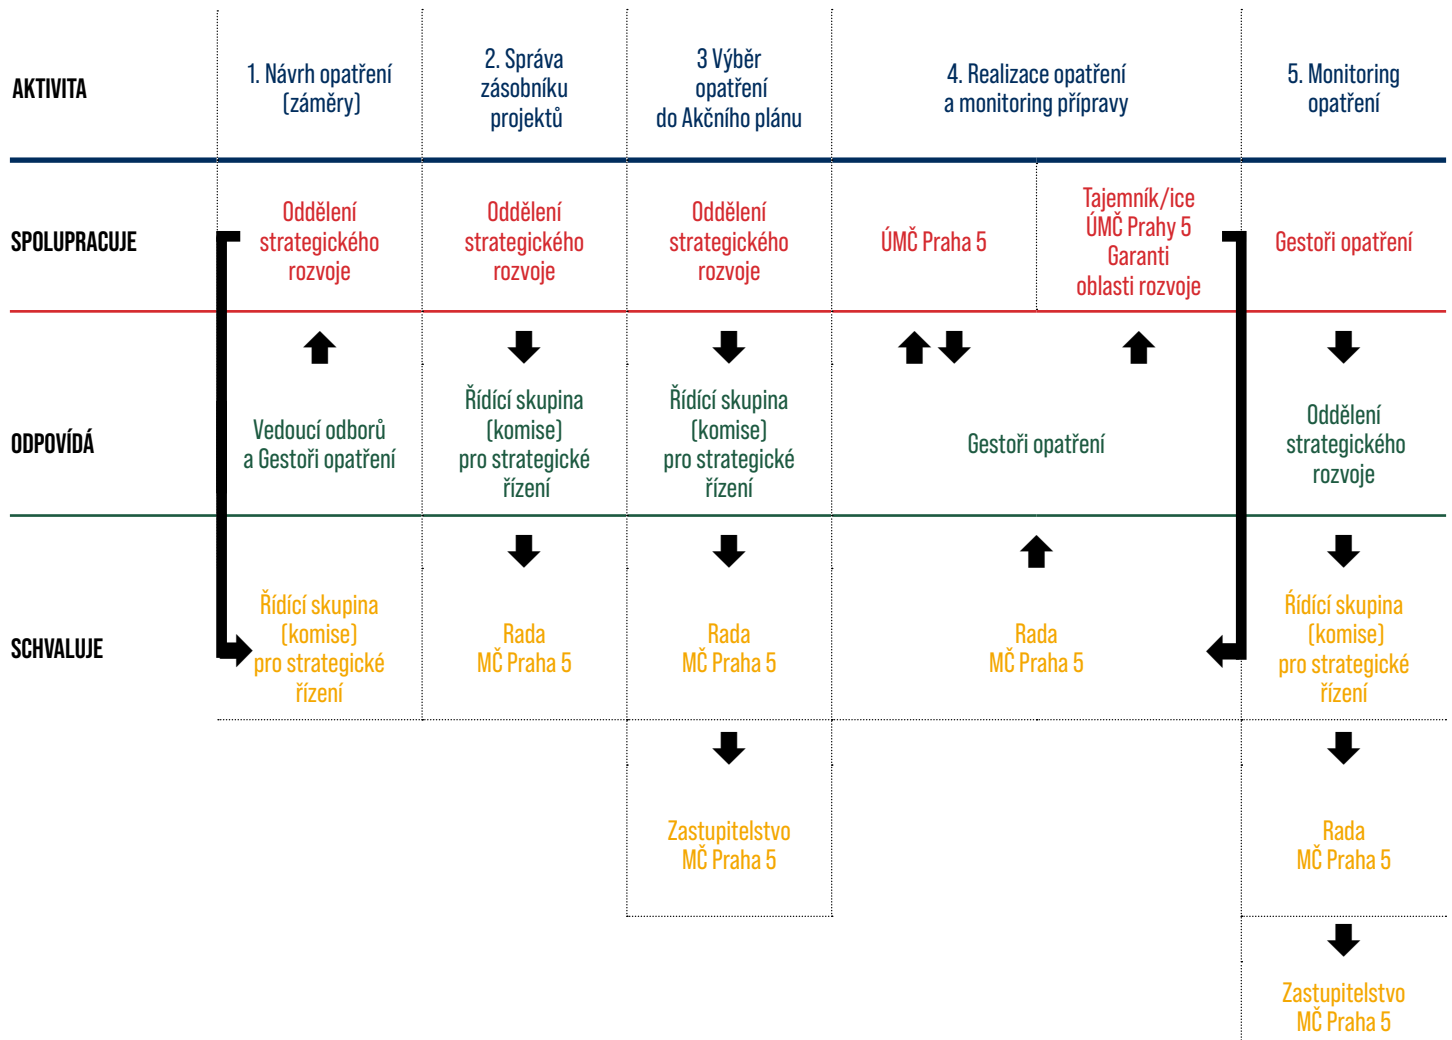 AKTIVITA
1. Návrh opatření
(záměry)
2. Správa
zásobníku
projektů
3 Výběr
opatření
do Akčního plánu
4. Realizace opatření
a monitoring přípravy
5. Monitoring
opatření
SPOLUPRACUJE
Oddělení
strategického
rozvoje
Oddělení
strategického
rozvoje
Oddělení
strategického
rozvoje
ÚMČ Praha 5
Tajemník/ice
ÚMČ Prahy 5
Garanti
oblasti rozvoje
Gestoři opatření
ODPOVÍDÁ
Vedoucí odborů
a Gestoři opatření
Řídící skupina
(komise)
pro strategické
řízení
Řídící skupina
(komise)
pro strategické
řízení
Gestoři opatření
Oddělení
strategického
rozvoje
SCHVALUJE
Řídící skupina
(komise)
pro strategické
řízení
Rada
MČ Praha 5
Rada
MČ Praha 5
Rada
MČ Praha 5
Ŕídící skupina
(komise)
pro strategické
řízení
Zastupitelstvo
MČ Praha 5
Rada
MČ Praha 5
Zastupitelstvo
MČ Praha 5